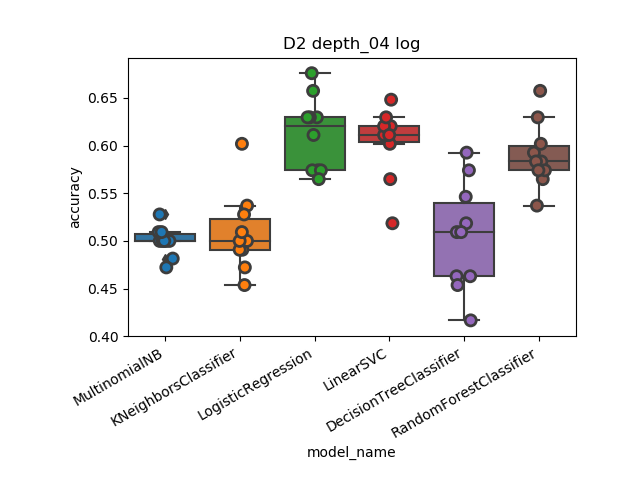 D2 depth_04 log
accuracy
0.65
0.60
0.55
0.50
0.45
0.40
MultinomialNB
KNeighborsClassifier
LogisticRegression
LinearSVC
DecisionTreeClassifier
RandomForestClassifier
model_name